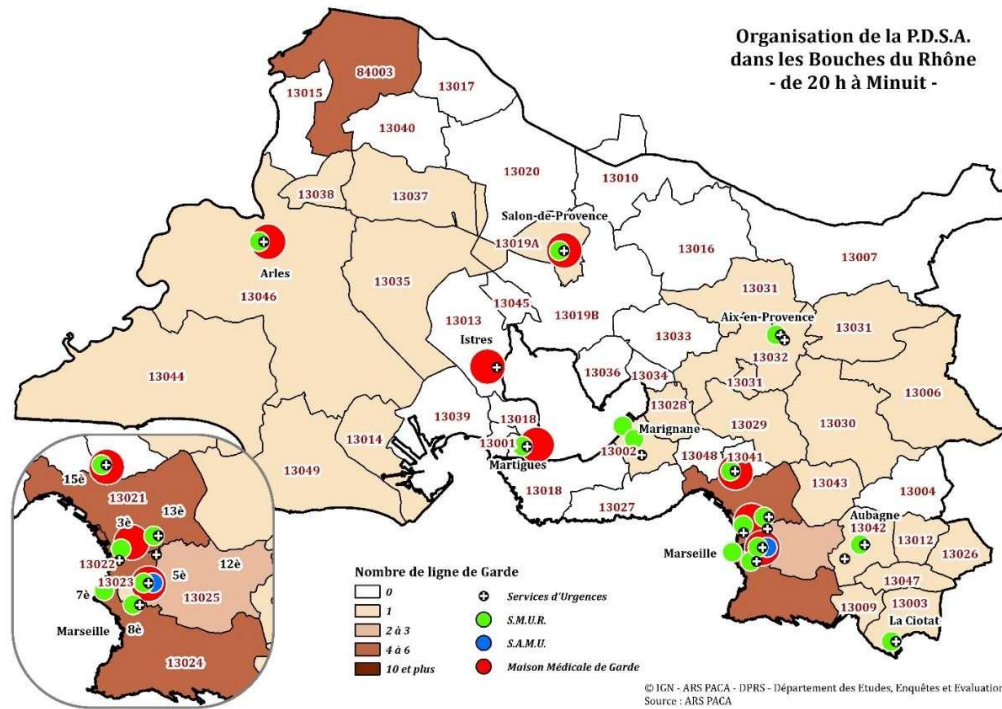 Organisation de la P.D.S.A.
dans les Bouches du Rhône
- de 20 h à Minuit -
84003
13015
13017
13040
13020
13010
13038
13037
Salon-de-Provence
13019A
13016
13007
Arles
13046
13035
13031
13045
13013
13019B
Aix-en-Provence
13031
Istres
13033
13032
13044
13036
13034
13031
13006
13039
13018
13028
13014
13001
Marignane
13029
13030
Martigues
13002
13048
13041
13049
13018
13027
13043
13004
Aubagne
13042
13012
13026
Marseille
13047
13009
13003
La Ciotat
15è
13021
13è
3è
13022
13023
5è
12è
7è
13025
8è
Marseille
13024
Nombre de ligne de Garde
0
1
2 à 3
4 à 6
10 et plus
Services d'Urgences
S.M.U.R.
S.A.M.U.
Maison Médicale de Garde
© IGN - ARS PACA - DPRS - Département des Etudes, Enquêtes et Evaluation
Source : ARS PACA